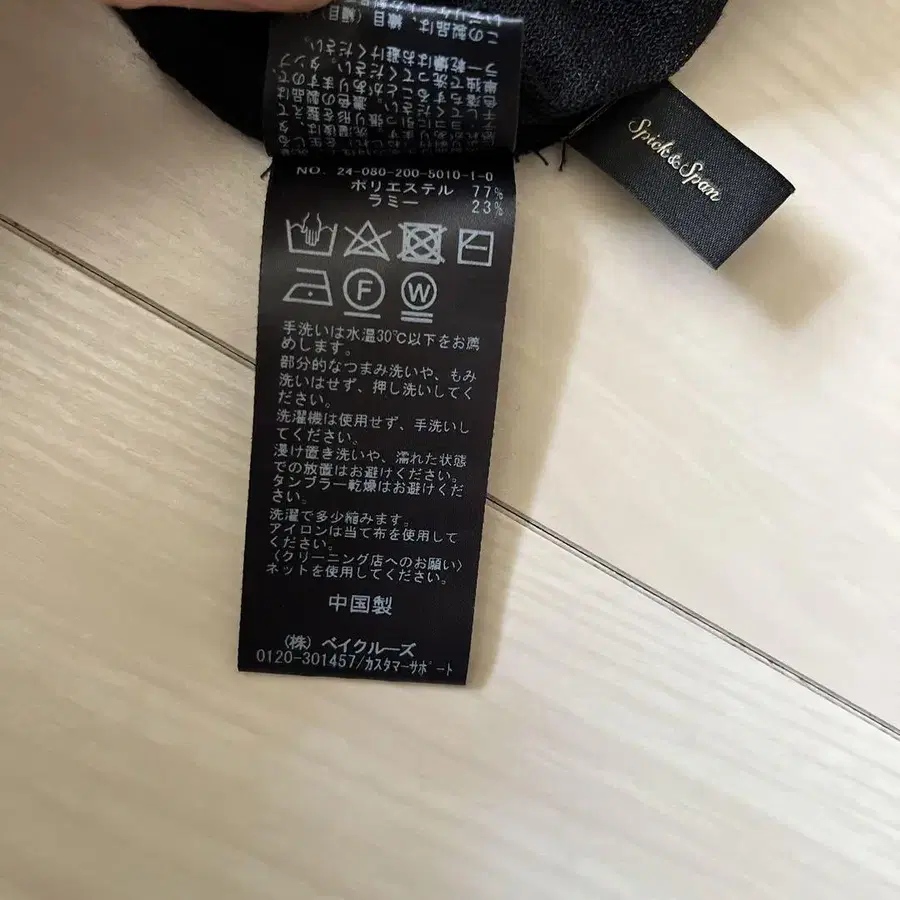 この製品は、縫目
Spick & Span
NO. 24-080-200-5010-1-0
ポリエステル 77%
ラミー 23%
F W
手洗いは水温30℃以下をお薦
めします。
部分的なつまみ洗いや、もみ
洗いはせず、押し洗いしてく
ださい。
洗濯機は使用せず、手洗いし
てください。
浸け置き洗いや、濡れた状態
での放置はお避けください。
タンブラー乾燥はお避けくだ
さい。
洗濯で多少縮みます。
アイロンは当て布を使用して
ください。
〈クリーニング店へのお願い〉
ネットを使用してください。
中国製
(株) ベイクルーズ
0120-301457/カスタマーサポート